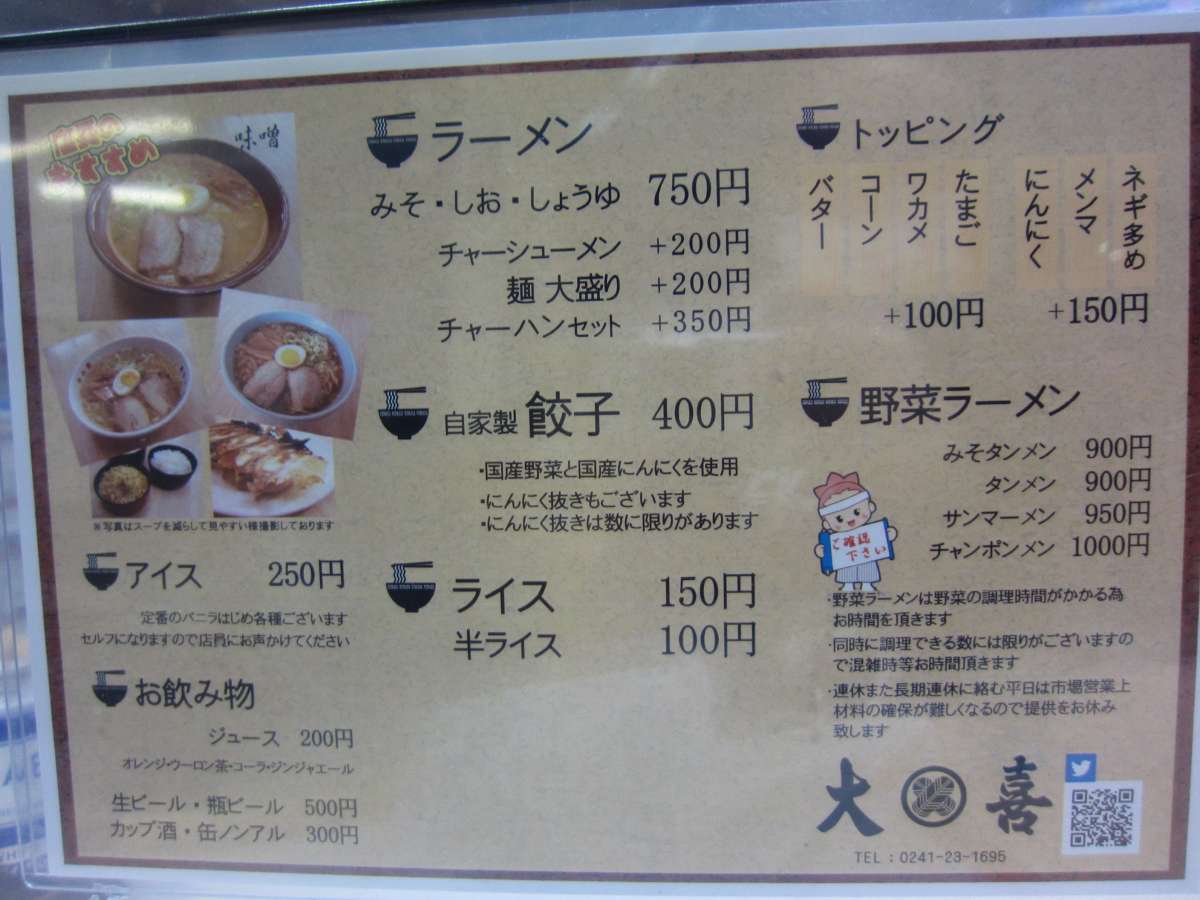 おすすめ
味噌
※写真はスープを減らして見やすい様撮影しております
アイス 250円
定番のバニラはじめ各種ございます
セルフになりますので店員にお声かけてください
お飲み物
ジュース 200円
オレンジ・ウーロン茶・コーラ・ジンジャエール
生ビール・瓶ビール 500円
カップ酒・缶ノンアル 300円
ラーメン
みそ・しお・しょうゆ 750円
チャーシューメン +200円
麺 大盛り +200円
チャーハンセット +350円
自家製 餃子 400円
・国産野菜と国産にんにくを使用
・にんにく抜きもございます
・にんにく抜きは数に限りがあります
ライス 150円
半ライス 100円
トッピング
ネギ多め
メンマ
にんにく
+150円
たまご
ワカメ
コーン
バター
+100円
野菜ラーメン
みそタンメン 900円
タンメン 900円
サンマーメン 950円
チャンポンメン 1000円
ご確認
下さい
・野菜ラーメンは野菜の調理時間がかかる為
お時間を頂きます
・同時に調理できる数には限りがございますの
で混雑時等お時間頂きます
・連休また長期連休に絡む平日は市場営業上
材料の確保が難しくなるので提供をお休み
致します
大喜
TEL：0241-23-1695